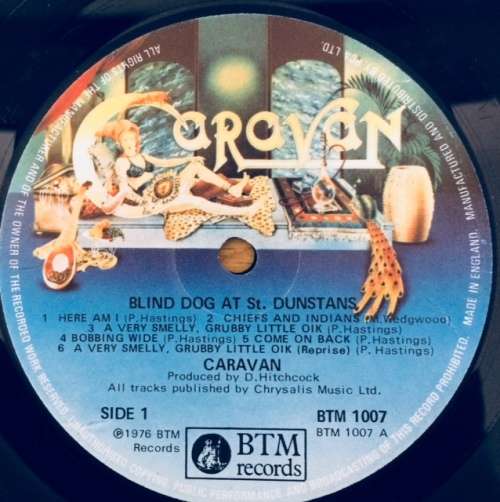 ALL RIGHTS OF THE MANUFACTURER AND OF THE OWNER OF THE RECORDED WORK RESERVED. UNAUTHORISED COPYING, PUBLIC PERFORMANCE AND BROADCASTING OF THIS RECORD PROHIBITED. MADE IN ENGLAND. MANUFACTURED AND DISTRIBUTED BY LTD.
CARAVAN
BLIND DOG AT St. DUNSTANS
1 HERE AM I (P.Hastings) 2 CHIEFS AND INDIANS (M.Wedgwood)
3 A VERY SMELLY, GRUBBY LITTLE OIK (P.Hastings)
4 BOBBING WIDE (P.Hastings) 5 COME ON BACK (P.Hastings)
6 A VERY SMELLY, GRUBBY LITTLE OIK (Reprise) (P. Hastings)
CARAVAN
Produced by D.Hitchcock
All tracks published by Chrysalis Music Ltd.
SIDE 1
BTM 1007
℗1976 BTM
Records
BTM 1007 A
BTM
records